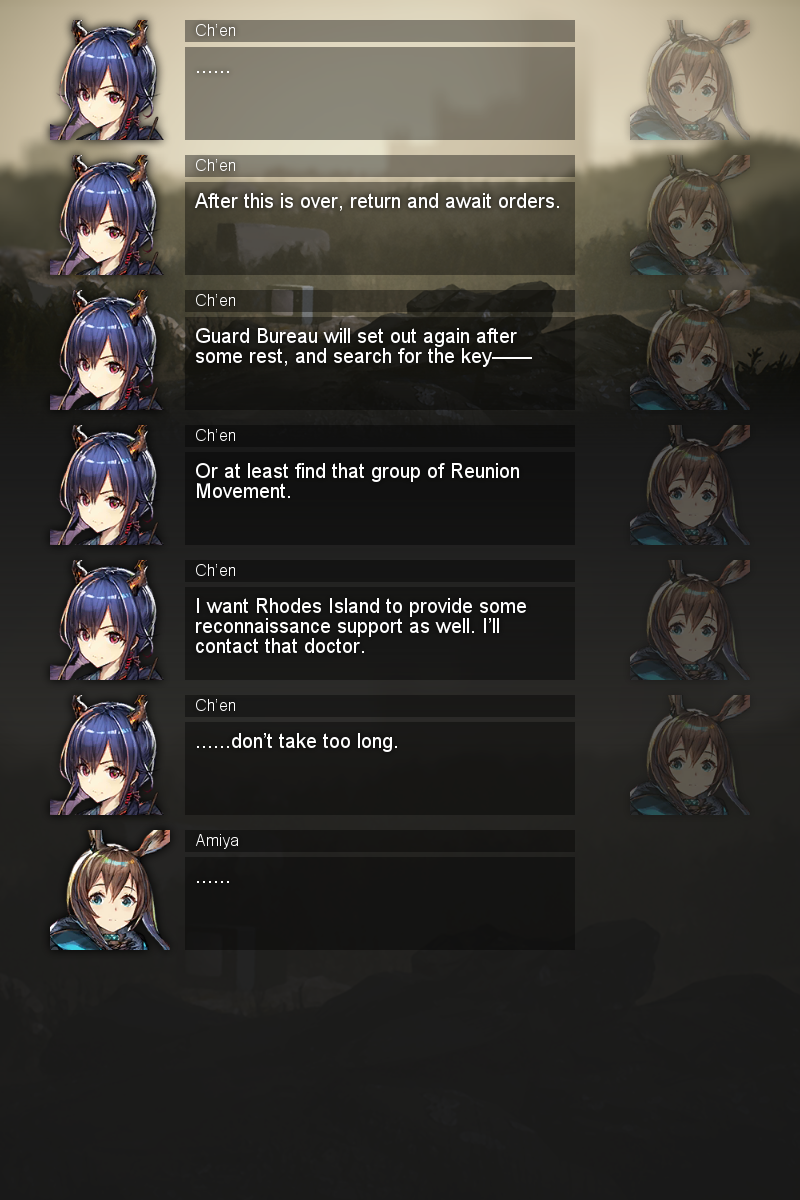 Ch'en
......
Ch'en
After this is over, return and await orders.
Ch'en
Guard Bureau will set out again after
some rest, and search for the key——
Ch'en
Or at least find that group of Reunion
Movement.
Ch'en
I want Rhodes Island to provide some
reconnaissance support as well. I'll
contact that doctor.
Ch'en
......don't take too long.
Amiya
......